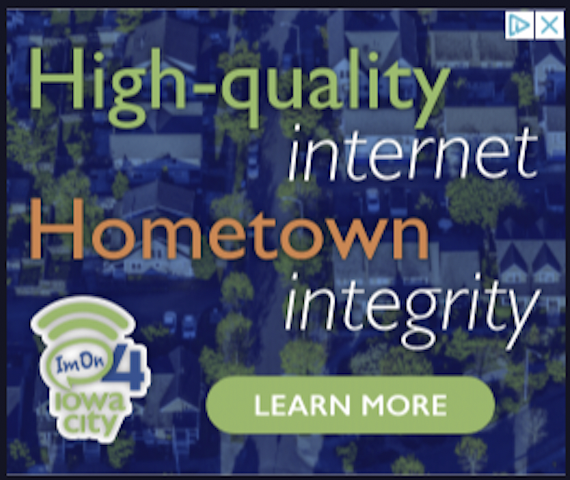 High-quality
internet
Hometown
integrity
ImOn
4
iowa
city
LEARN MORE